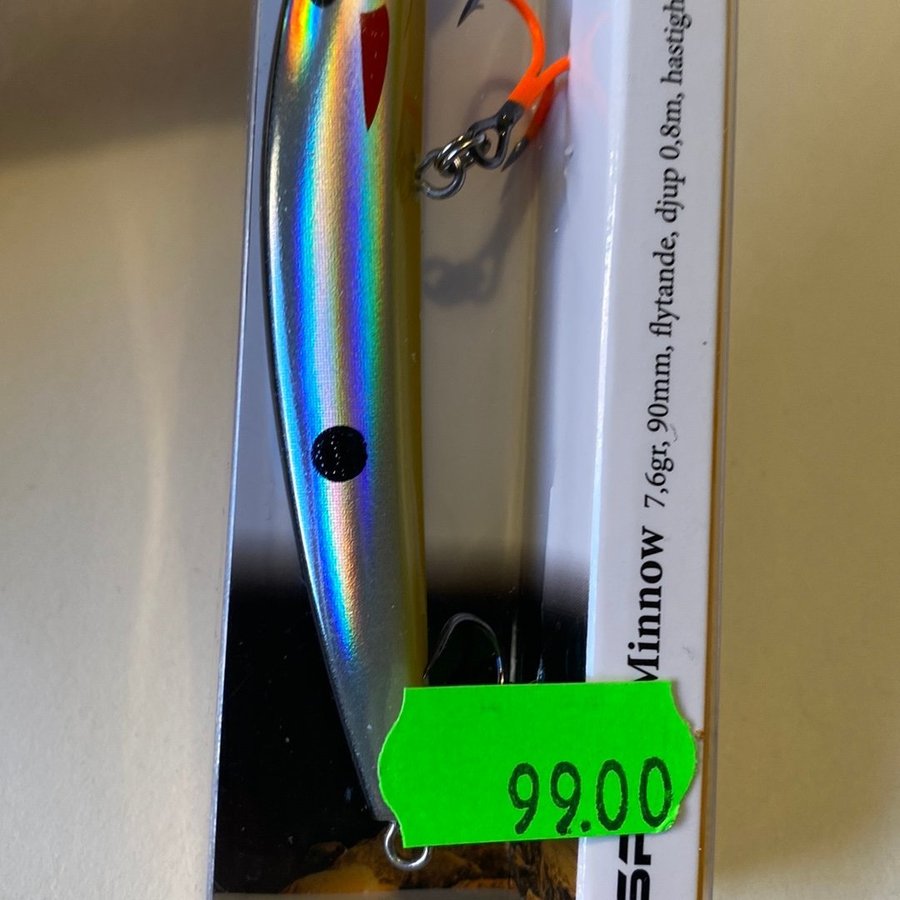 Minnow 7,6gr, 90mm, flytande, djup 0,8m, hastigh
99.00